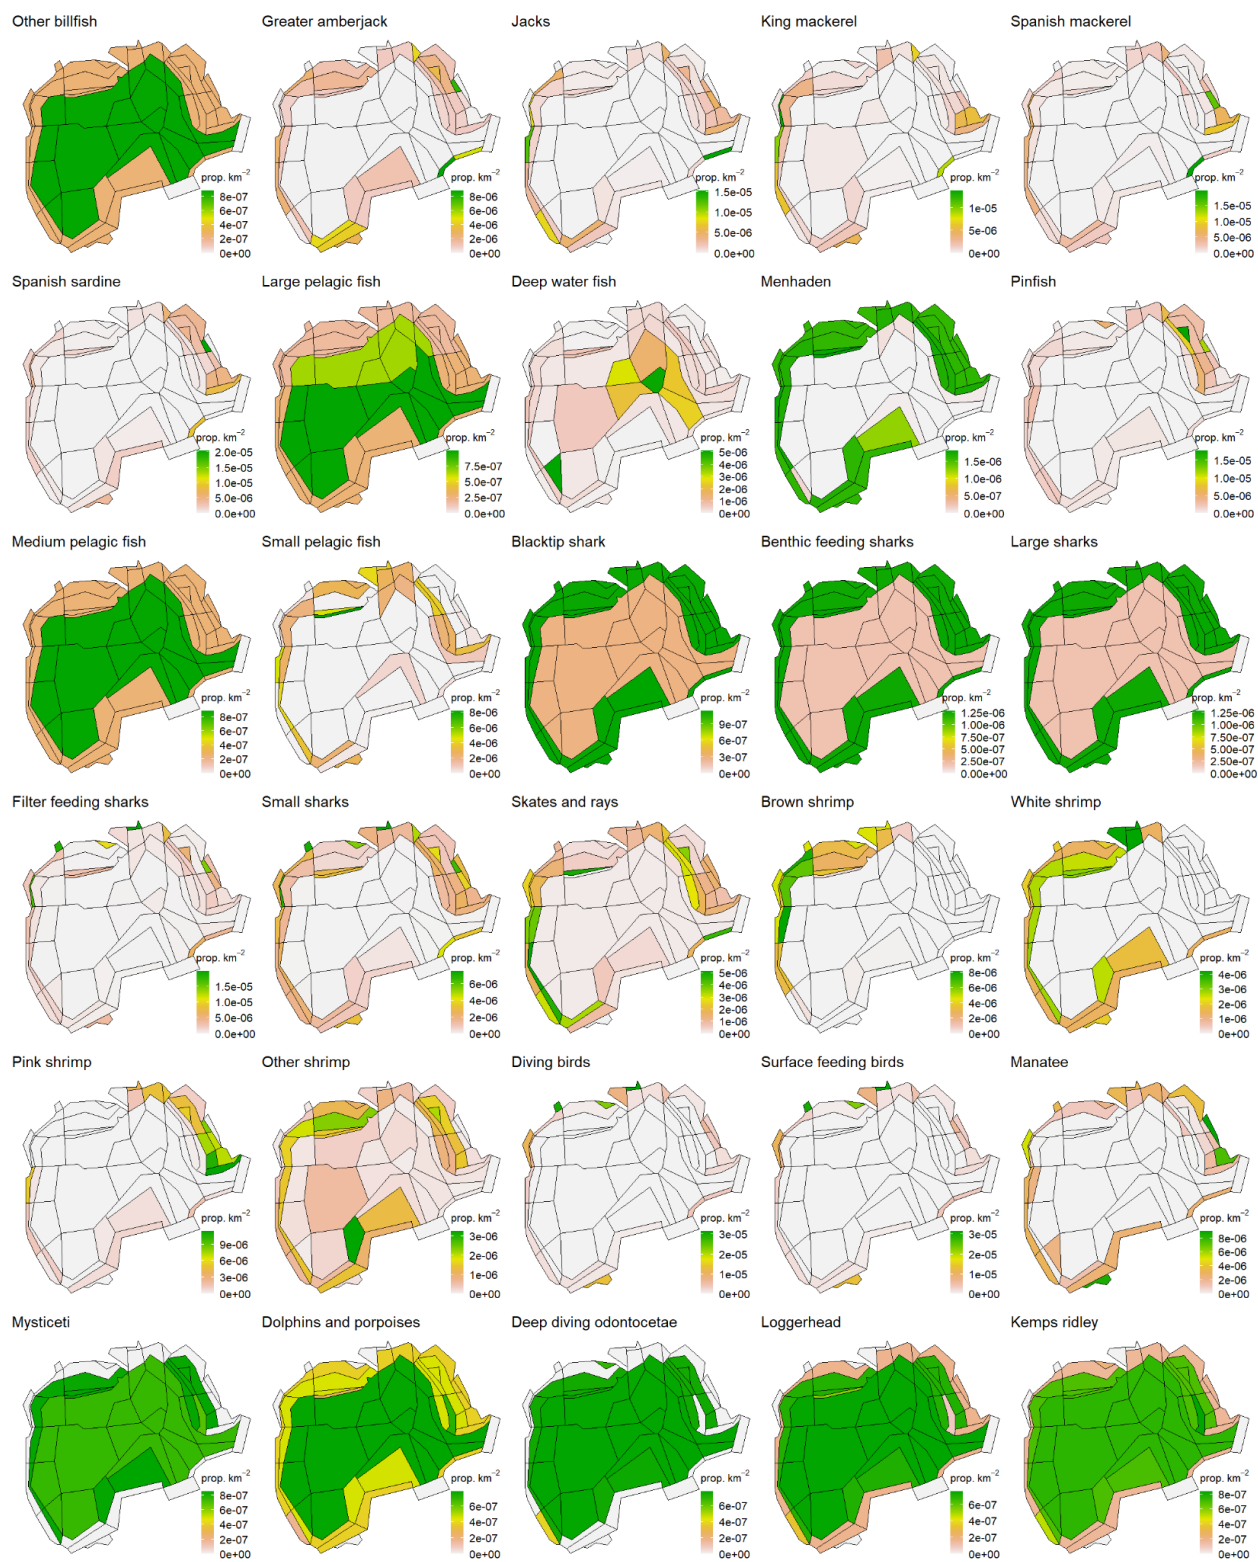 Other billfish
Greater amberjack
Jacks
King mackerel
Spanish mackerel
prop. km⁻²
8e-07
6e-07
4e-07
2e-07
0e+00
prop. km⁻²
8e-06
6e-06
4e-06
2e-06
0e+00
prop. km⁻²
1.5e-05
1.0e-05
5.0e-06
0.0e+00
prop. km⁻²
1e-05
5e-06
0e+00
prop. km⁻²
1.5e-05
1.0e-05
5.0e-06
0.0e+00
Spanish sardine
Large pelagic fish
Deep water fish
Menhaden
Pinfish
prop. km⁻²
2.0e-05
1.5e-05
1.0e-05
5.0e-06
0.0e+00
prop. km⁻²
7.5e-07
5.0e-07
2.5e-07
0.0e+00
prop. km⁻²
5e-06
4e-06
3e-06
2e-06
1e-06
0e+00
prop. km⁻²
1.5e-06
1.0e-06
5.0e-07
0.0e+00
prop. km⁻²
1.5e-05
1.0e-05
5.0e-06
0.0e+00
Medium pelagic fish
Small pelagic fish
Blacktip shark
Benthic feeding sharks
Large sharks
prop. km⁻²
8e-07
6e-07
4e-07
2e-07
0e+00
prop. km⁻²
8e-06
6e-06
4e-06
2e-06
0e+00
prop. km⁻²
9e-07
6e-07
3e-07
0e+00
prop. km⁻²
1.25e-06
1.00e-06
7.50e-07
5.00e-07
2.50e-07
0.00e+00
prop. km⁻²
1.25e-06
1.00e-06
7.50e-07
5.00e-07
2.50e-07
0.00e+00
Filter feeding sharks
Small sharks
Skates and rays
Brown shrimp
White shrimp
prop. km⁻²
1.5e-05
1.0e-05
5.0e-06
0.0e+00
prop. km⁻²
6e-06
4e-06
2e-06
0e+00
prop. km⁻²
5e-06
4e-06
3e-06
2e-06
1e-06
0e+00
prop. km⁻²
8e-06
6e-06
4e-06
2e-06
0e+00
prop. km⁻²
4e-06
3e-06
2e-06
1e-06
0e+00
Pink shrimp
Other shrimp
Diving birds
Surface feeding birds
Manatee
prop. km⁻²
9e-06
6e-06
3e-06
0e+00
prop. km⁻²
3e-06
2e-06
1e-06
0e+00
prop. km⁻²
3e-05
2e-05
1e-05
0e+00
prop. km⁻²
3e-05
2e-05
1e-05
0e+00
prop. km⁻²
8e-06
6e-06
4e-06
2e-06
0e+00
Mysticeti
Dolphins and porpoises
Deep diving odontocetae
Loggerhead
Kemps ridley
prop. km⁻²
8e-07
6e-07
4e-07
2e-07
0e+00
prop. km⁻²
6e-07
4e-07
2e-07
0e+00
prop. km⁻²
6e-07
4e-07
2e-07
0e+00
prop. km⁻²
6e-07
4e-07
2e-07
0e+00
prop. km⁻²
8e-07
6e-07
4e-07
2e-07
0e+00